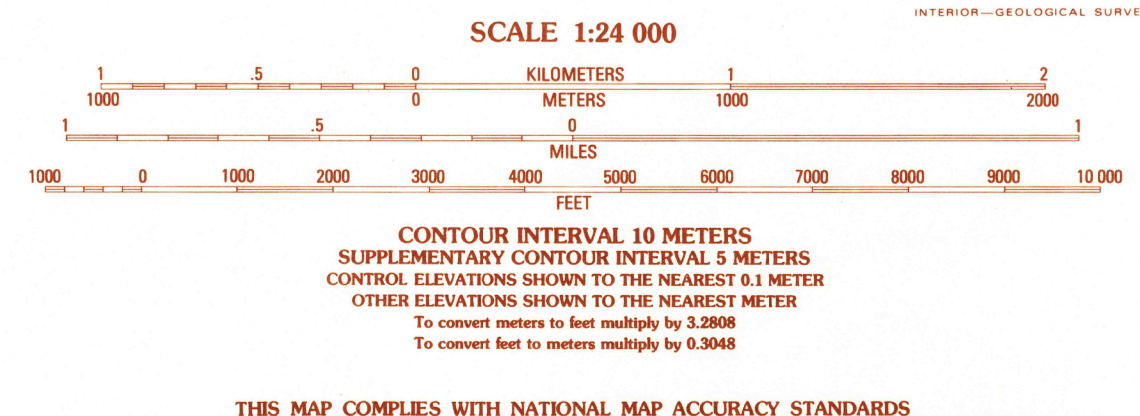 INTERIOR—GEOLOGICAL SURVE
SCALE 1:24 000
1 .5 0 KILOMETERS 1 2
1000 0 METERS 1000 2000
1 .5 0 1
MILES
1000 0 1000 2000 3000 4000 5000 6000 7000 8000 9000 10 000
FEET
CONTOUR INTERVAL 10 METERS
SUPPLEMENTARY CONTOUR INTERVAL 5 METERS
CONTROL ELEVATIONS SHOWN TO THE NEAREST 0.1 METER
OTHER ELEVATIONS SHOWN TO THE NEAREST METER
To convert meters to feet multiply by 3.2808
To convert feet to meters multiply by 0.3048
THIS MAP COMPLIES WITH NATIONAL MAP ACCURACY STANDARDS